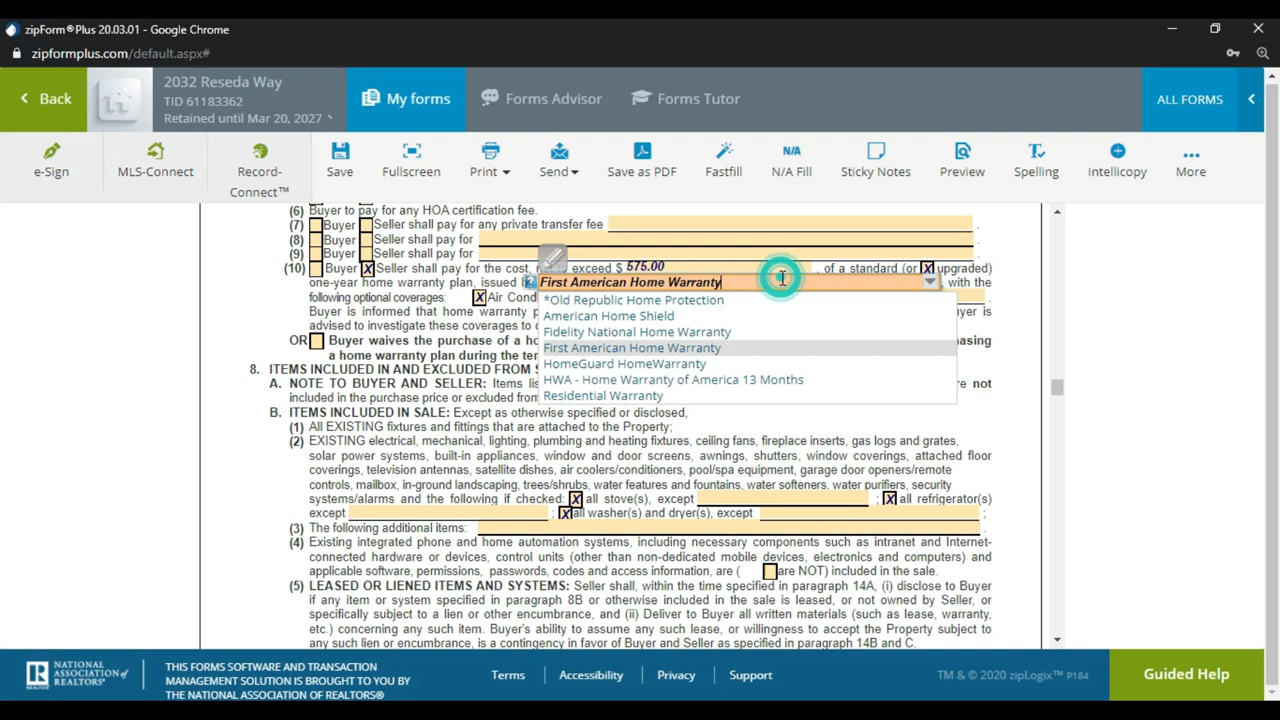 zipForm®Plus 20.03.01 - Google Chrome
zipformplus.com/default.aspx#
Back
2032 Reseda Way
TID 61183362
Retained until Mar 20, 2027
My forms
Forms Advisor
Forms Tutor
ALL FORMS
e-Sign
MLS-Connect
Record-Connect™
Save
Fullscreen
Print
Send
Save as PDF
Fastfill
N/A
N/A Fill
Sticky Notes
Preview
Spelling
Intellicopy
More
(6) Buyer to pay for any HOA certification fee.
(7) Buyer Seller shall pay for any private transfer fee .
(8) Buyer Seller shall pay for .
(9) Buyer Seller shall pay for .
(10) Buyer X Seller shall pay for the cost, to exceed $ 575.00 , of a standard (or X upgraded)
one-year home warranty plan, issued First American Home Warranty , with the
following optional coverages: X Air Cond
Buyer is informed that home warranty yer is
advised to investigate these coverages to
OR Buyer waives the purchase of a hasing
a home warranty plan during the
*Old Republic Home Protection
American Home Shield
Fidelity National Home Warranty
First American Home Warranty
HomeGuard HomeWarranty
HWA - Home Warranty of America 13 Months
Residential Warranty
8. ITEMS INCLUDED IN AND EXCLUDED FROM
A. NOTE TO BUYER AND SELLER: Items not
included in the purchase price or excluded
B. ITEMS INCLUDED IN SALE: Except as otherwise specified or disclosed,
(1) All EXISTING fixtures and fittings that are attached to the Property;
(2) EXISTING electrical, mechanical, lighting, plumbing and heating fixtures, ceiling fans, fireplace inserts, gas logs and grates,
solar power systems, built-in appliances, window and door screens, awnings, shutters, window coverings, attached floor
coverings, television antennas, satellite dishes, air coolers/conditioners, pool/spa equipment, garage door openers/remote
controls, mailbox, in-ground landscaping, trees/shrubs, water features and fountains, water softeners, water purifiers, security
systems/alarms and the following if checked: X all stove(s), except ; X all refrigerator(s)
except ; X all washer(s) and dryer(s), except ;
(3) The following additional items: .
(4) Existing integrated phone and home automation systems, including necessary components such as intranet and Internet-
connected hardware or devices, control units (other than non-dedicated mobile devices, electronics and computers) and
applicable software, permissions, passwords, codes and access information, are ( are NOT) included in the sale.
(5) LEASED OR LIENED ITEMS AND SYSTEMS: Seller shall, within the time specified in paragraph 14A, (i) disclose to Buyer
if any item or system specified in paragraph 8B or otherwise included in the sale is leased, or not owned by Seller, or
specifically subject to a lien or other encumbrance, and (ii) Deliver to Buyer all written materials (such as lease, warranty,
etc.) concerning any such item. Buyer's ability to assume any such lease, or willingness to accept the Property subject to
any such lien or encumbrance, is a contingency in favor of Buyer and Seller as specified in paragraph 14B and C.
NATIONAL
ASSOCIATION OF
REALTORS®
THIS FORMS SOFTWARE AND TRANSACTION
MANAGEMENT SOLUTION IS BROUGHT TO YOU BY
THE NATIONAL ASSOCIATION OF REALTORS®
Terms
Accessibility
Privacy
Support
TM & © 2020 zipLogix™ P184
Guided Help